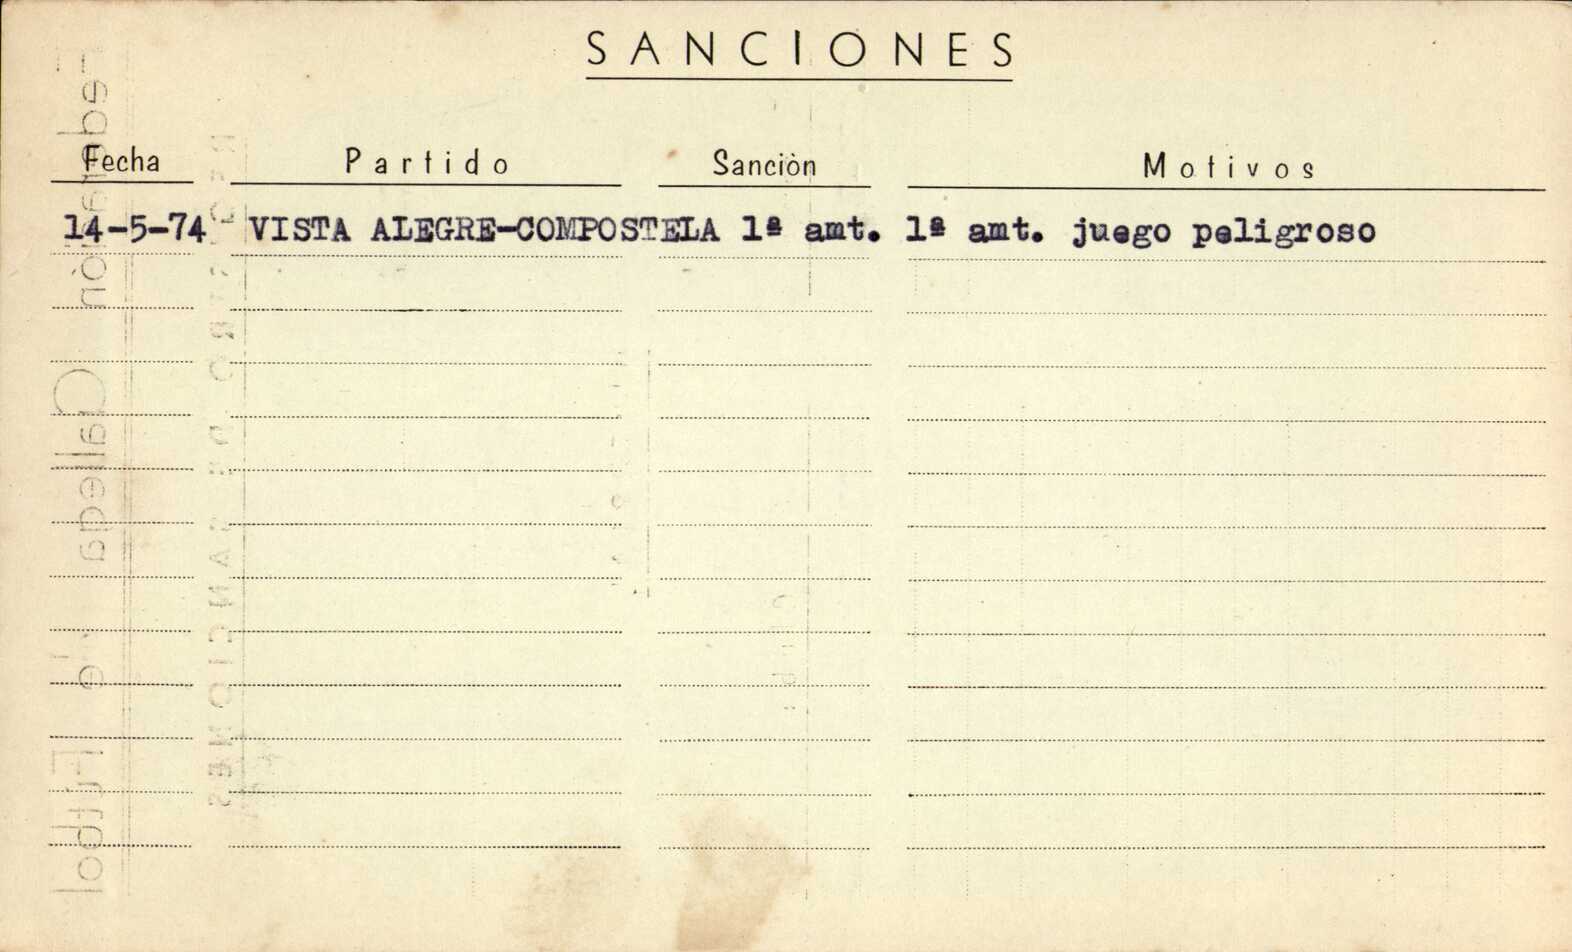 SANCIONES
Fecha Partido Sanciòn Motivos
14-5-74 VISTA ALEGRE-COMPOSTELA 1ª amt. 1ª amt. juego peligroso